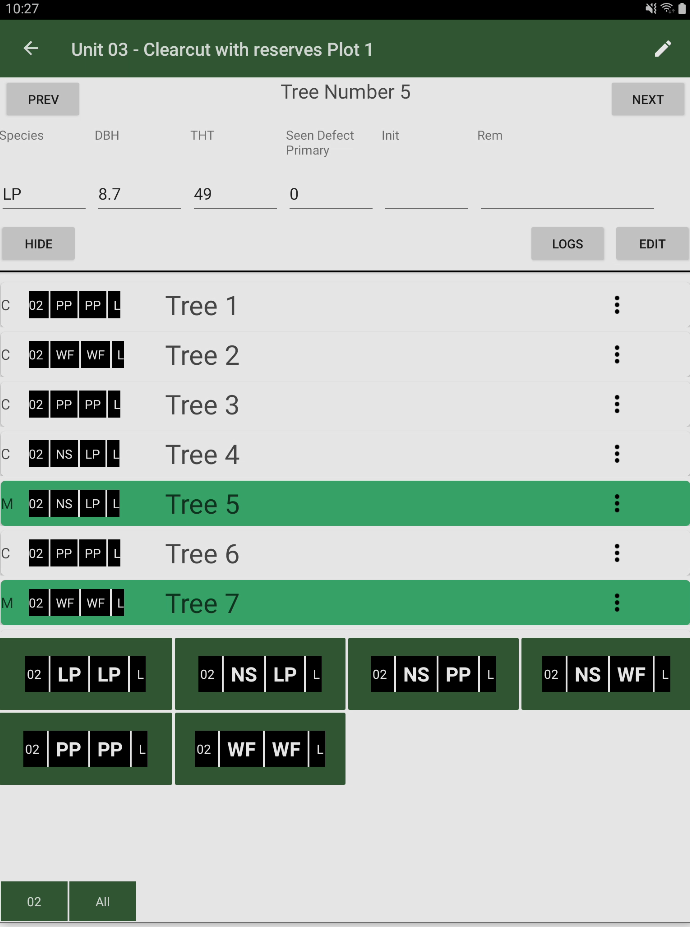 10:27
Unit 03 - Clearcut with reserves Plot 1
PREV
Tree Number 5
NEXT
Species DBH THT Seen Defect Primary Init Rem
LP 8.7 49 0
HIDE LOGS EDIT
C 02 PP PP L Tree 1
C 02 WF WF L Tree 2
C 02 PP PP L Tree 3
C 02 NS LP L Tree 4
M 02 NS LP L Tree 5
C 02 PP PP L Tree 6
M 02 WF WF L Tree 7
02 LP LP L 02 NS LP L 02 NS PP L 02 NS WF L
02 PP PP L 02 WF WF L
02 All